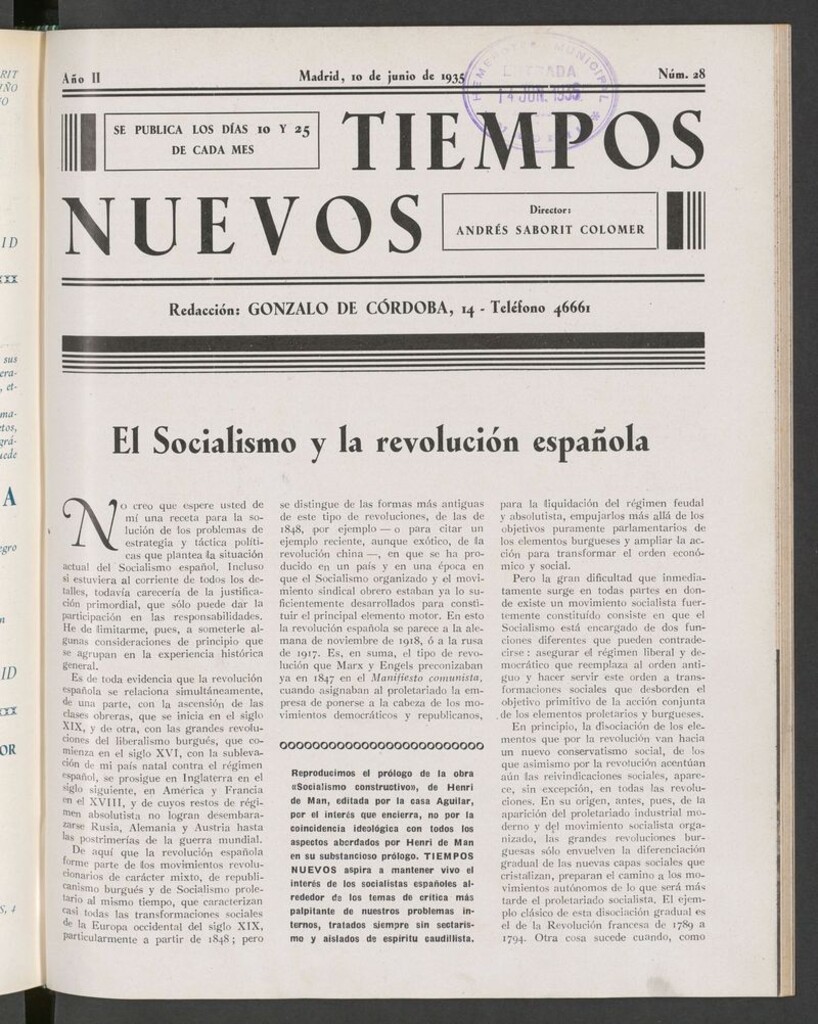 Año II
Madrid, 10 de junio de 1935
Núm. 28
HEMEROTECA MUNICIPAL
ENTRADA
14 JUN. 1935
SE PUBLICA LOS DÍAS 10 Y 25
DE CADA MES
TIEMPOS
NUEVOS
Director:
ANDRÉS SABORIT COLOMER
Redacción: GONZALO DE CÓRDOBA, 14 - Teléfono 46661
El Socialismo y la revolución española
No creo que espere usted de
mí una receta para la so-
lución de los problemas de
estrategia y táctica políti-
cas que plantea la situación
actual del Socialismo español. Incluso
si estuviera al corriente de todos los de-
talles, todavía carecería de la justifica-
ción primordial, que sólo puede dar la
participación en las responsabilidades.
He de limitarme, pues, a someterle al-
gunas consideraciones de principio que
se agrupan en la experiencia histórica
general.
Es de toda evidencia que la revolución
española se relaciona simultáneamente,
de una parte, con la ascensión de las
clases obreras, que se inicia en el siglo
XIX, y de otra, con las grandes revolu-
ciones del liberalismo burgués, que co-
mienza en el siglo XVI, con la subleva-
ción de mi país natal contra el régimen
español, se prosigue en Inglaterra en el
siglo siguiente, en América y Francia
en el XVIII, y de cuyos restos de régi-
men absolutista no logran desembara-
zarse Rusia, Alemania y Austria hasta
las postrimerías de la guerra mundial.
De aquí que la revolución española
forme parte de los movimientos revolu-
cionarios de carácter mixto, de republi-
canismo burgués y de Socialismo prole-
tario al mismo tiempo, que caracterizan
casi todas las transformaciones sociales
de la Europa occidental del siglo XIX,
particularmente a partir de 1848; pero
se distingue de las formas más antiguas
de este tipo de revoluciones, de las de
1848, por ejemplo — o para citar un
ejemplo reciente, aunque exótico, de la
revolución china —, en que se ha pro-
ducido en un país y en una época en
que el Socialismo organizado y el movi-
miento sindical obrero estaban ya lo su-
ficientemente desarrollados para consti-
tuir el principal elemento motor. En esto
la revolución española se parece a la ale-
mana de noviembre de 1918, ó a la rusa
de 1917. Es, en suma, el tipo de revo-
lución que Marx y Engels preconizaban
ya en 1847 en el Manifiesto comunista,
cuando asignaban al proletariado la em-
presa de ponerse a la cabeza de los mo-
vimientos democráticos y republicanos,
Reproducimos el prólogo de la obra
«Socialismo constructivo», de Henri
de Man, editada por la casa Aguilar,
por el interés que encierra, no por la
coincidencia ideológica con todos los
aspectos abordados por Henri de Man
en su substancioso prólogo. TIEMPOS
NUEVOS aspira a mantener vivo el
interés de los socialistas españoles al-
rededor de los temas de crítica más
palpitante de nuestros problemas in-
ternos, tratados siempre sin sectaris-
mo y aislados de espíritu caudillista.
para la liquidación del régimen feudal
y absolutista, empujarlos más allá de los
objetivos puramente parlamentarios de
los elementos burgueses y ampliar la ac-
ción para transformar el orden econó-
mico y social.
Pero la gran dificultad que inmedia-
tamente surge en todas partes en don-
de existe un movimiento socialista fuer-
temente constituído consiste en que el
Socialismo está encargado de dos fun-
ciones diferentes que pueden contrade-
cirse: asegurar el régimen liberal y de-
mocrático que reemplaza al orden anti-
guo y hacer servir este orden a trans-
formaciones sociales que desborden el
objetivo primitivo de la acción conjunta
de los elementos proletarios y burgueses.
En principio, la disociación de los ele-
mentos que por la revolución van hacia
un nuevo conservatismo social, de los
que asimismo por la revolución acentúan
aún las reivindicaciones sociales, apare-
ce, sin excepción, en todas las revolu-
ciones. En su origen, antes, pues, de la
aparición del proletariado industrial mo-
derno y del movimiento socialista orga-
nizado, las grandes revoluciones bur-
guesas sólo envuelven la diferenciación
gradual de las nuevas capas sociales que
cristalizan, preparan el camino a los mo-
vimientos autónomos de lo que será más
tarde el proletariado socialista. El ejem-
plo clásico de esta disociación gradual es
el de la Revolución francesa de 1789 a
1794. Otra cosa sucede cuando, como